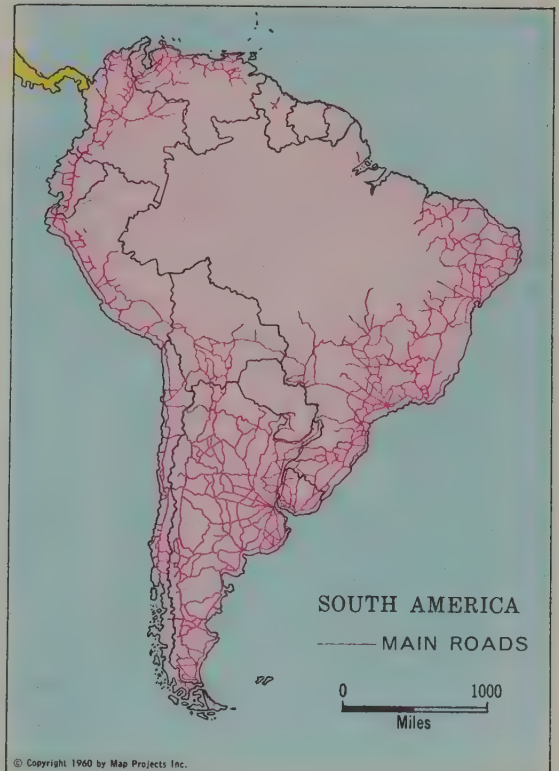 SOUTH AMERICA
MAIN ROADS
0 1000
Miles
© Copyright 1960 by Map Projects Inc.